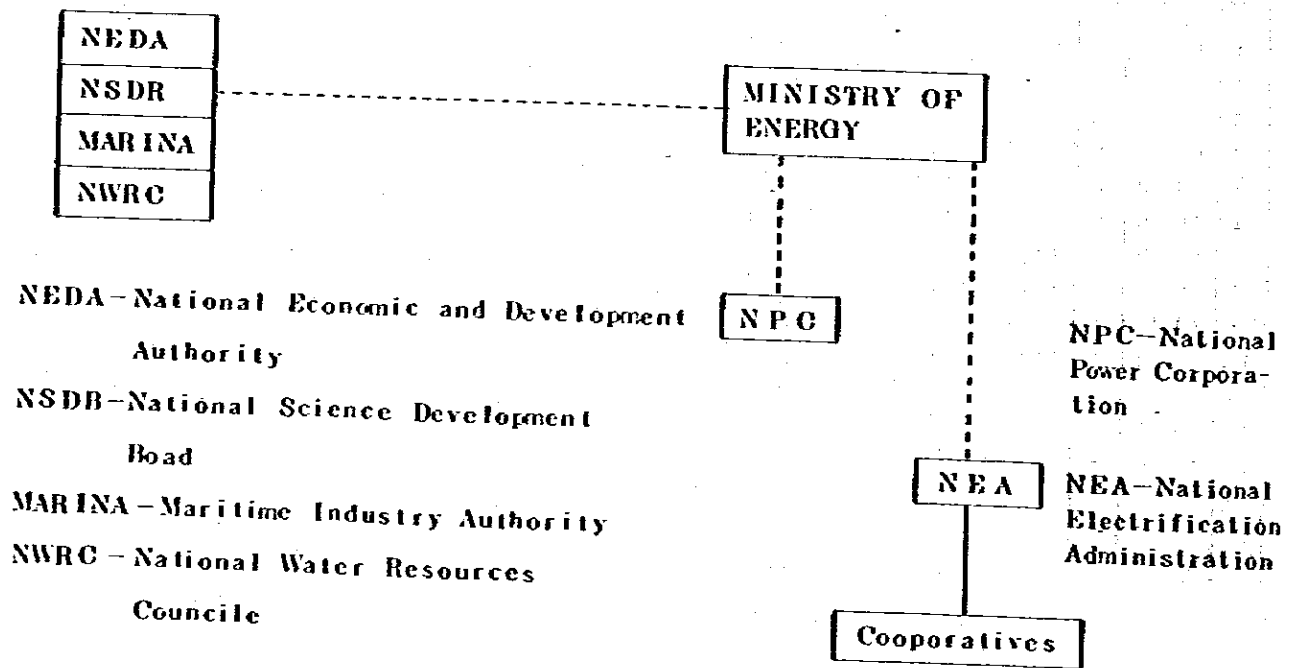 NEDA
NSDR
MARINA
NWRC
MINISTRY OF
ENERGY
NPC
NEA
Cooporatives
NEDA-National Economic and Development
Authority
NSDB-National Science Development
Boad
MARINA-Maritime Industry Authority
NWRC-National Water Resources
Councile
NPC-National
Power Corpora-
tion
NEA-National
Electrification
Administration